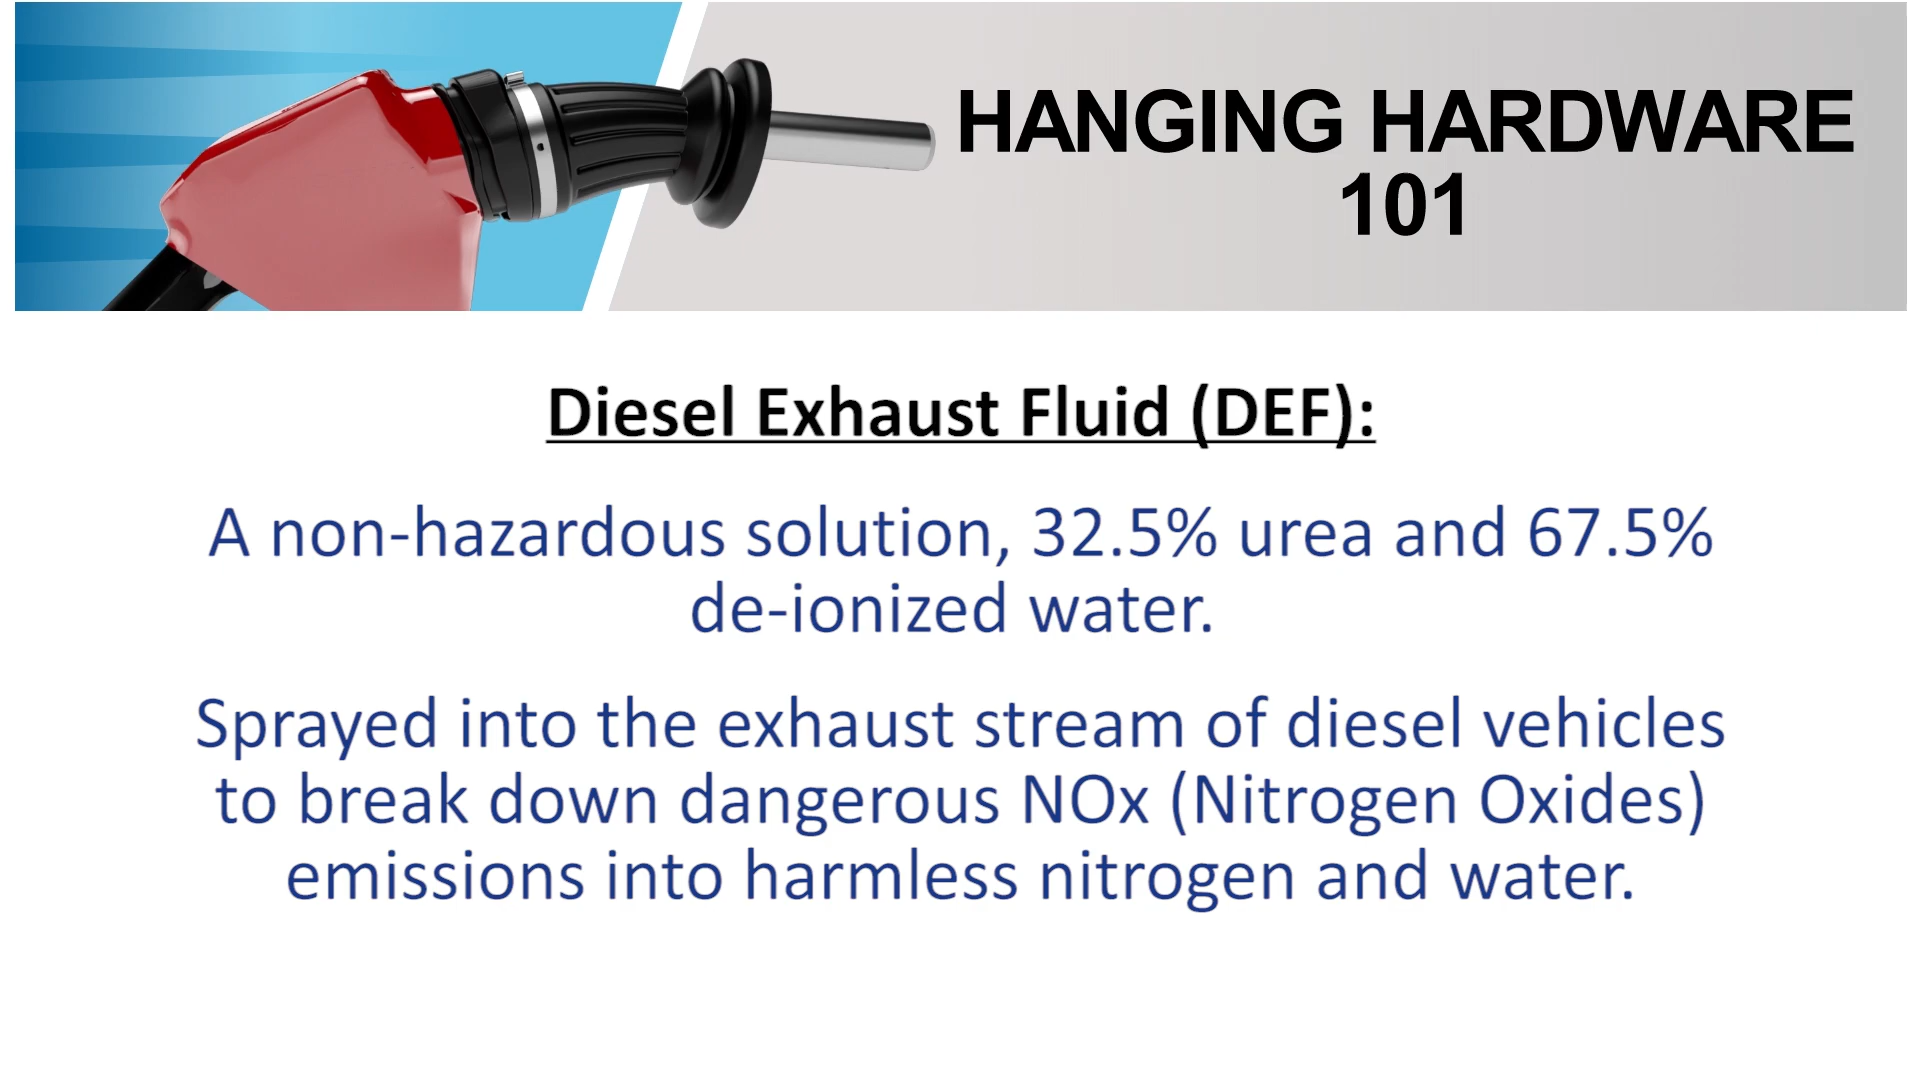 HANGING HARDWARE
101
Diesel Exhaust Fluid (DEF):
A non-hazardous solution, 32.5% urea and 67.5%
de-ionized water.
Sprayed into the exhaust stream of diesel vehicles
to break down dangerous NOx (Nitrogen Oxides)
emissions into harmless nitrogen and water.